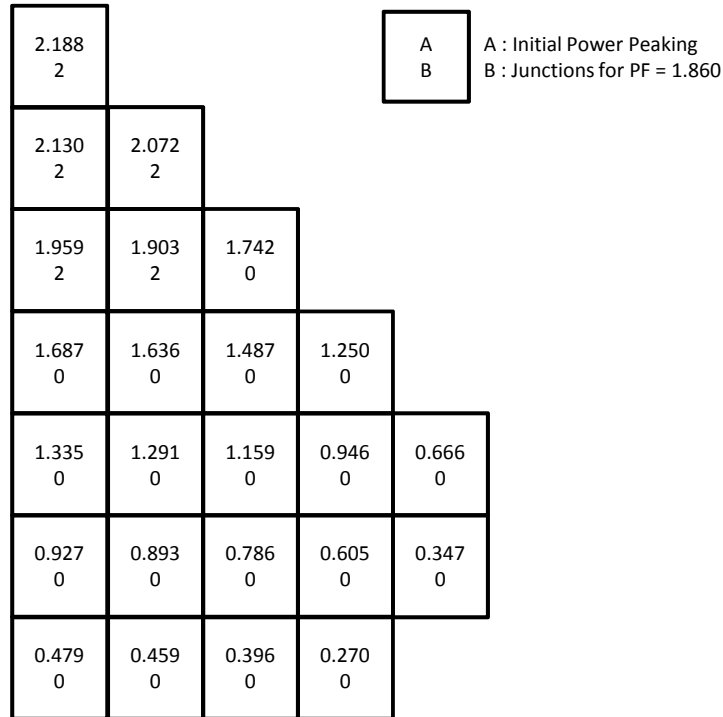 2.188
2
A
B
A : Initial Power Peaking
B : Junctions for PF = 1.860
2.130 2.072
2 2
1.959 1.903 1.742
2 2 0
1.687 1.636 1.487 1.250
0 0 0 0
1.335 1.291 1.159 0.946 0.666
0 0 0 0 0
0.927 0.893 0.786 0.605 0.347
0 0 0 0 0
0.479 0.459 0.396 0.270
0 0 0 0